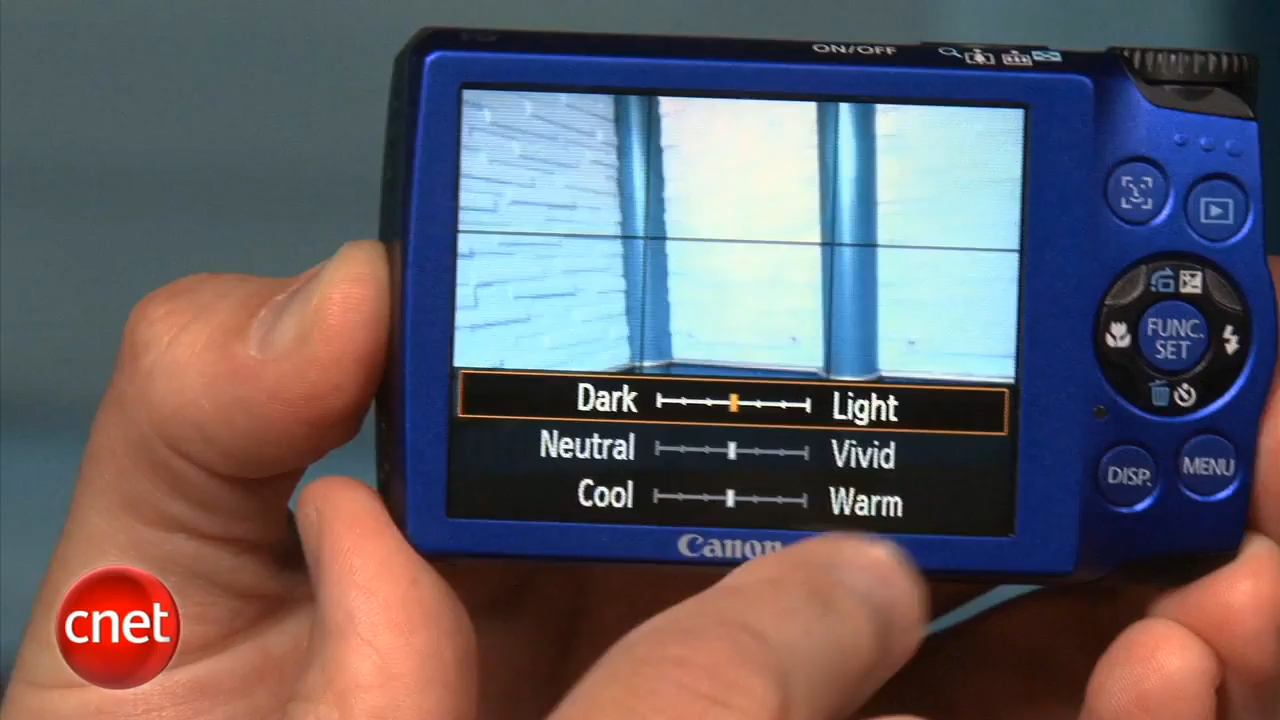 ON/OFF
Dark Light
Neutral Vivid
Cool Warm
Canon
FUNC.
SET
DISP.
MENU
cnet